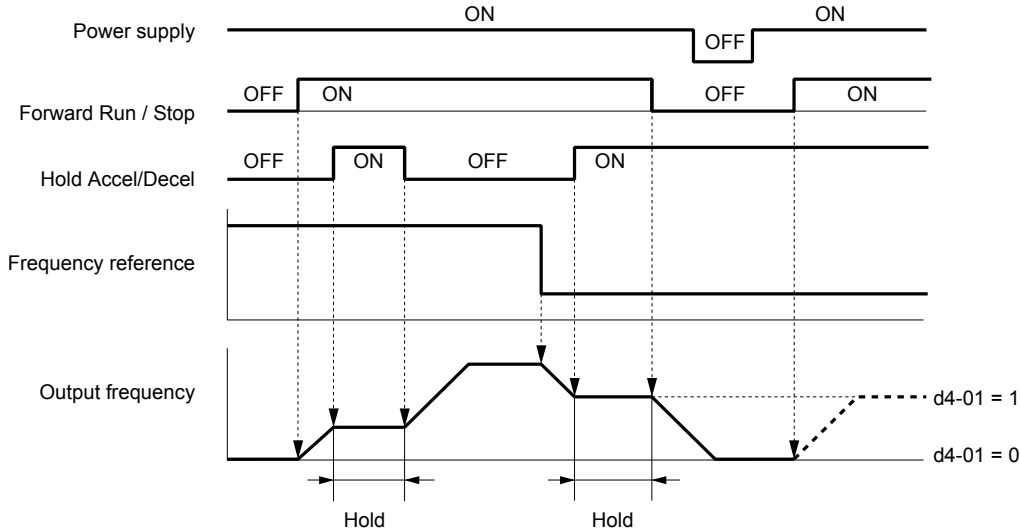 ON
ON
Power supply
OFF
OFF
ON
OFF
ON
Forward Run / Stop
OFF
ON
OFF
ON
Hold Accel/Decel
Frequency reference
Output frequency
d4-01 = 1
d4-01 = 0
Hold
Hold